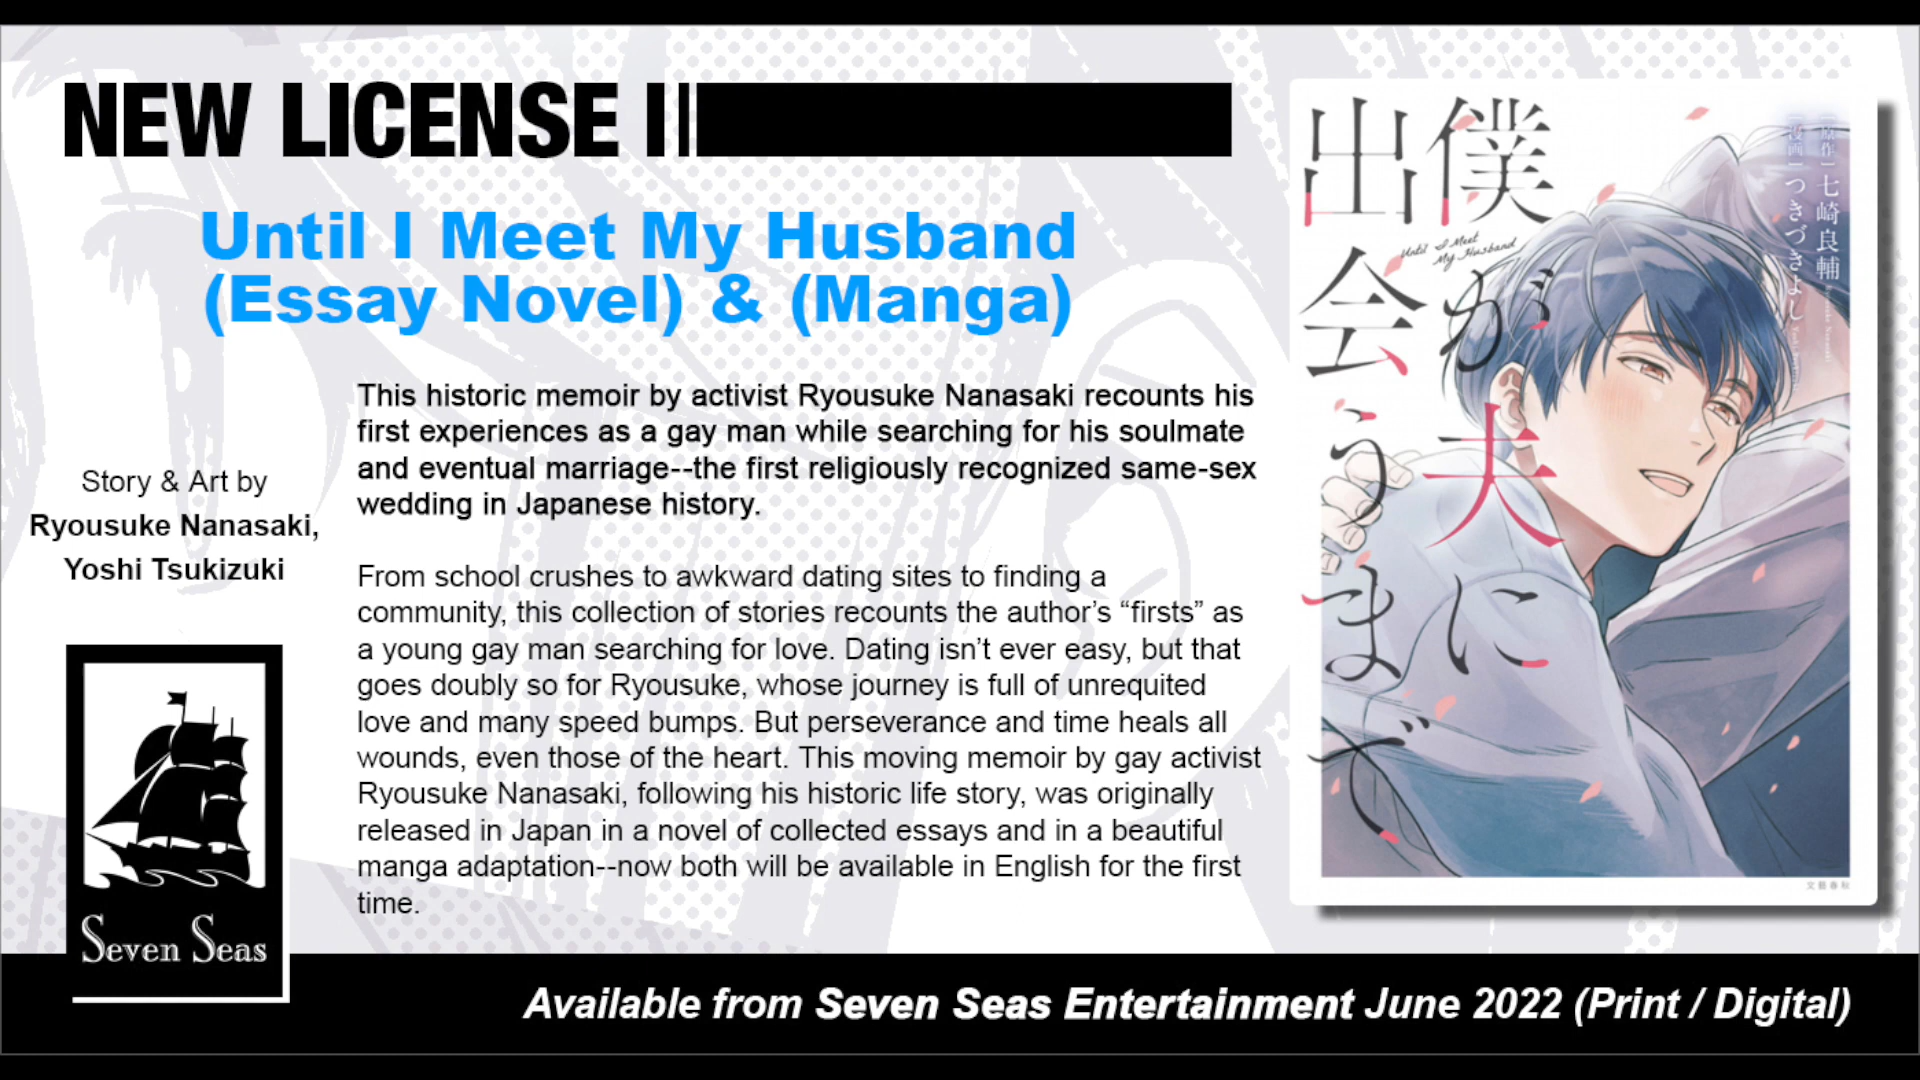 NEW LICENSE
Until I Meet My Husband
(Essay Novel) & (Manga)
Story & Art by
Ryousuke Nanasaki,
Yoshi Tsukizuki
This historic memoir by activist Ryousuke Nanasaki recounts his
first experiences as a gay man while searching for his soulmate
and eventual marriage--the first religiously recognized same-sex
wedding in Japanese history.
From school crushes to awkward dating sites to finding a
community, this collection of stories recounts the author’s “firsts” as
a young gay man searching for love. Dating isn’t ever easy, but that
goes doubly so for Ryousuke, whose journey is full of unrequited
love and many speed bumps. But perseverance and time heals all
wounds, even those of the heart. This moving memoir by gay activist
Ryousuke Nanasaki, following his historic life story, was originally
released in Japan in a novel of collected essays and in a beautiful
manga adaptation--now both will be available in English for the first
time.
Seven Seas
僕が夫に
出会うまで
Until I Meet
My Husband
[原作] 七崎良輔
[漫画] つきづきよし
文藝春秋
Available from Seven Seas Entertainment June 2022 (Print / Digital)